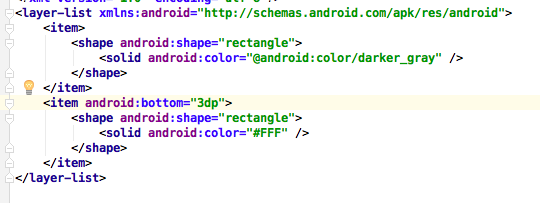 <layer-list xmlns:android="http://schemas.android.com/apk/res/android">
    <item>
        <shape android:shape="rectangle">
            <solid android:color="@android:color/darker_gray" />
        </shape>
    </item>
    <item android:bottom="3dp">
        <shape android:shape="rectangle">
            <solid android:color="#FFF" />
        </shape>
    </item>
</layer-list>